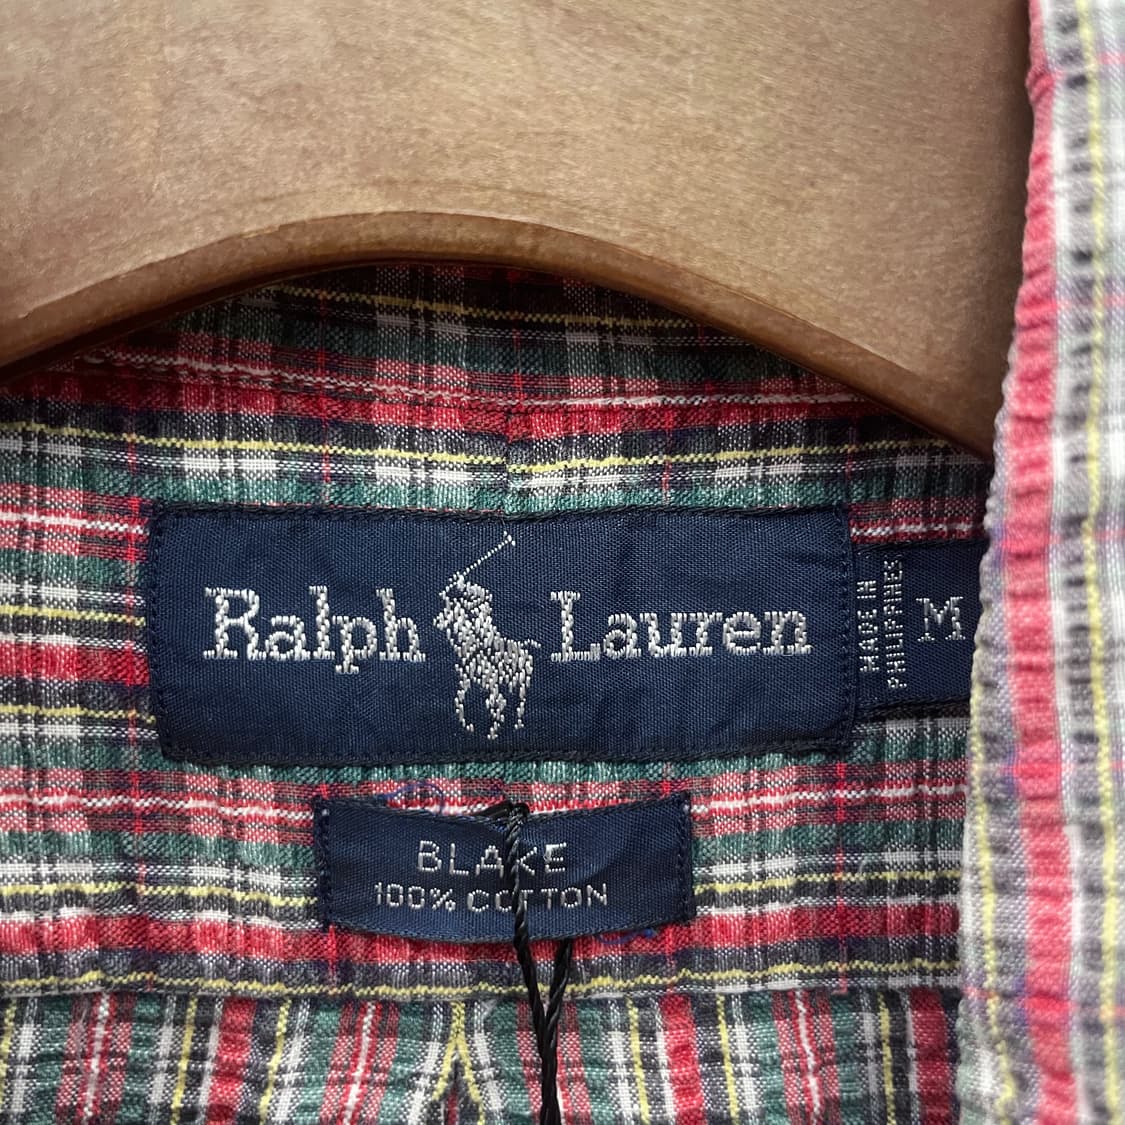 Ralph Lauren
MADE IN
PHILIPPINES
M
BLAKE
100% COTTON